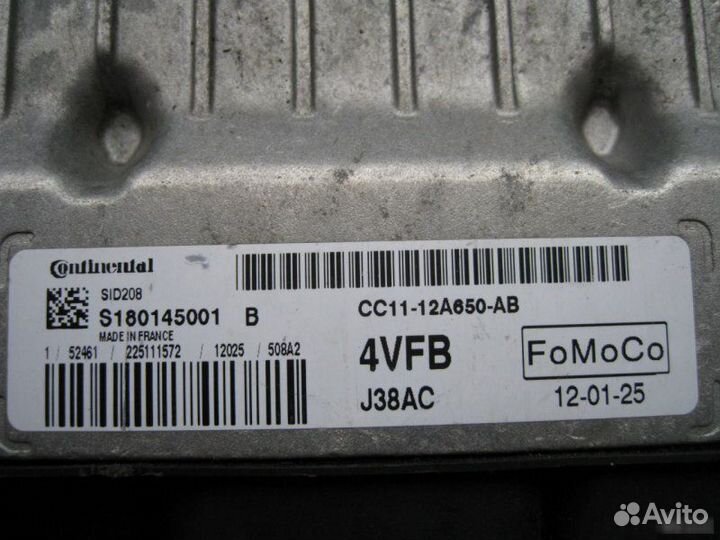 Continental
SID208
S180145001 B
MADE IN FRANCE
1 / 52461 / 225111572 / 12025 / 508A2
CC11-12A650-AB
4VFB
FoMoCo
J38AC
12-01-25
Avito